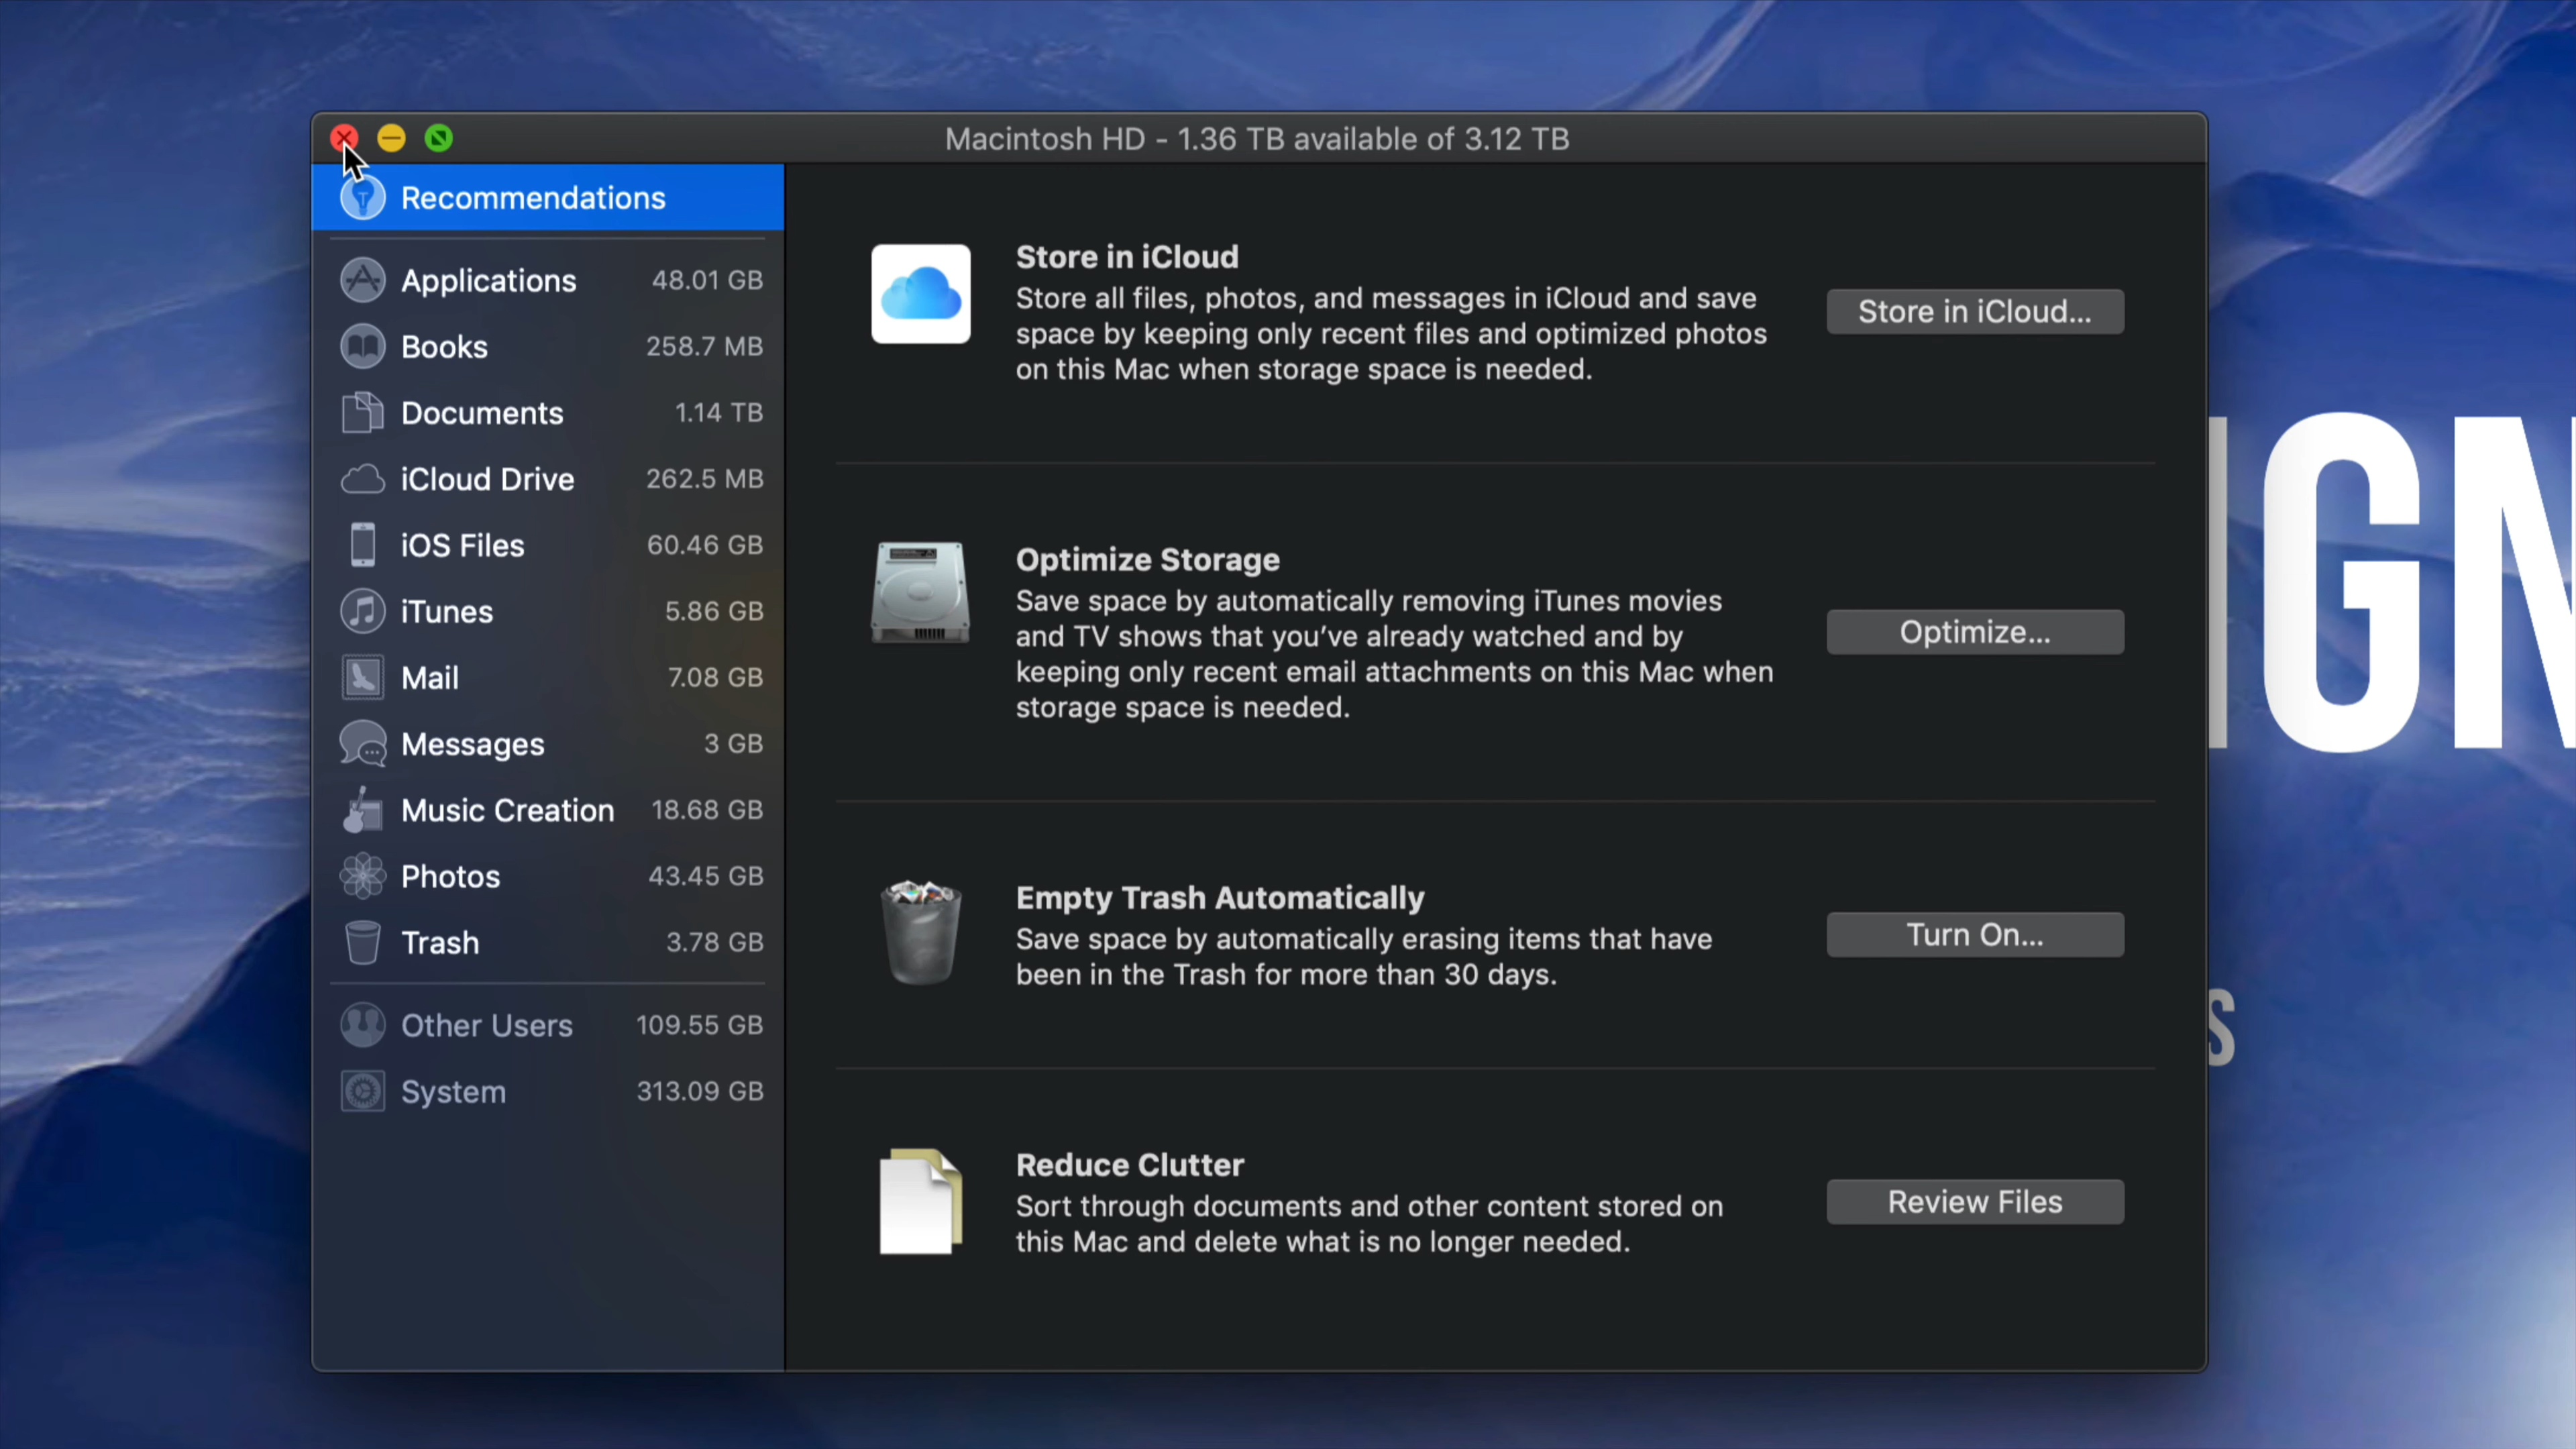 Macintosh HD - 1.36 TB available of 3.12 TB
Recommendations
Applications 48.01 GB
Books 258.7 MB
Documents 1.14 TB
iCloud Drive 262.5 MB
iOS Files 60.46 GB
iTunes 5.86 GB
Mail 7.08 GB
Messages 3 GB
Music Creation 18.68 GB
Photos 43.45 GB
Trash 3.78 GB
Other Users 109.55 GB
System 313.09 GB
Store in iCloud
Store all files, photos, and messages in iCloud and save
space by keeping only recent files and optimized photos
on this Mac when storage space is needed.
Store in iCloud...
Optimize Storage
Save space by automatically removing iTunes movies
and TV shows that you’ve already watched and by
keeping only recent email attachments on this Mac when
storage space is needed.
Optimize...
Empty Trash Automatically
Save space by automatically erasing items that have
been in the Trash for more than 30 days.
Turn On...
Reduce Clutter
Sort through documents and other content stored on
this Mac and delete what is no longer needed.
Review Files
IGN
S